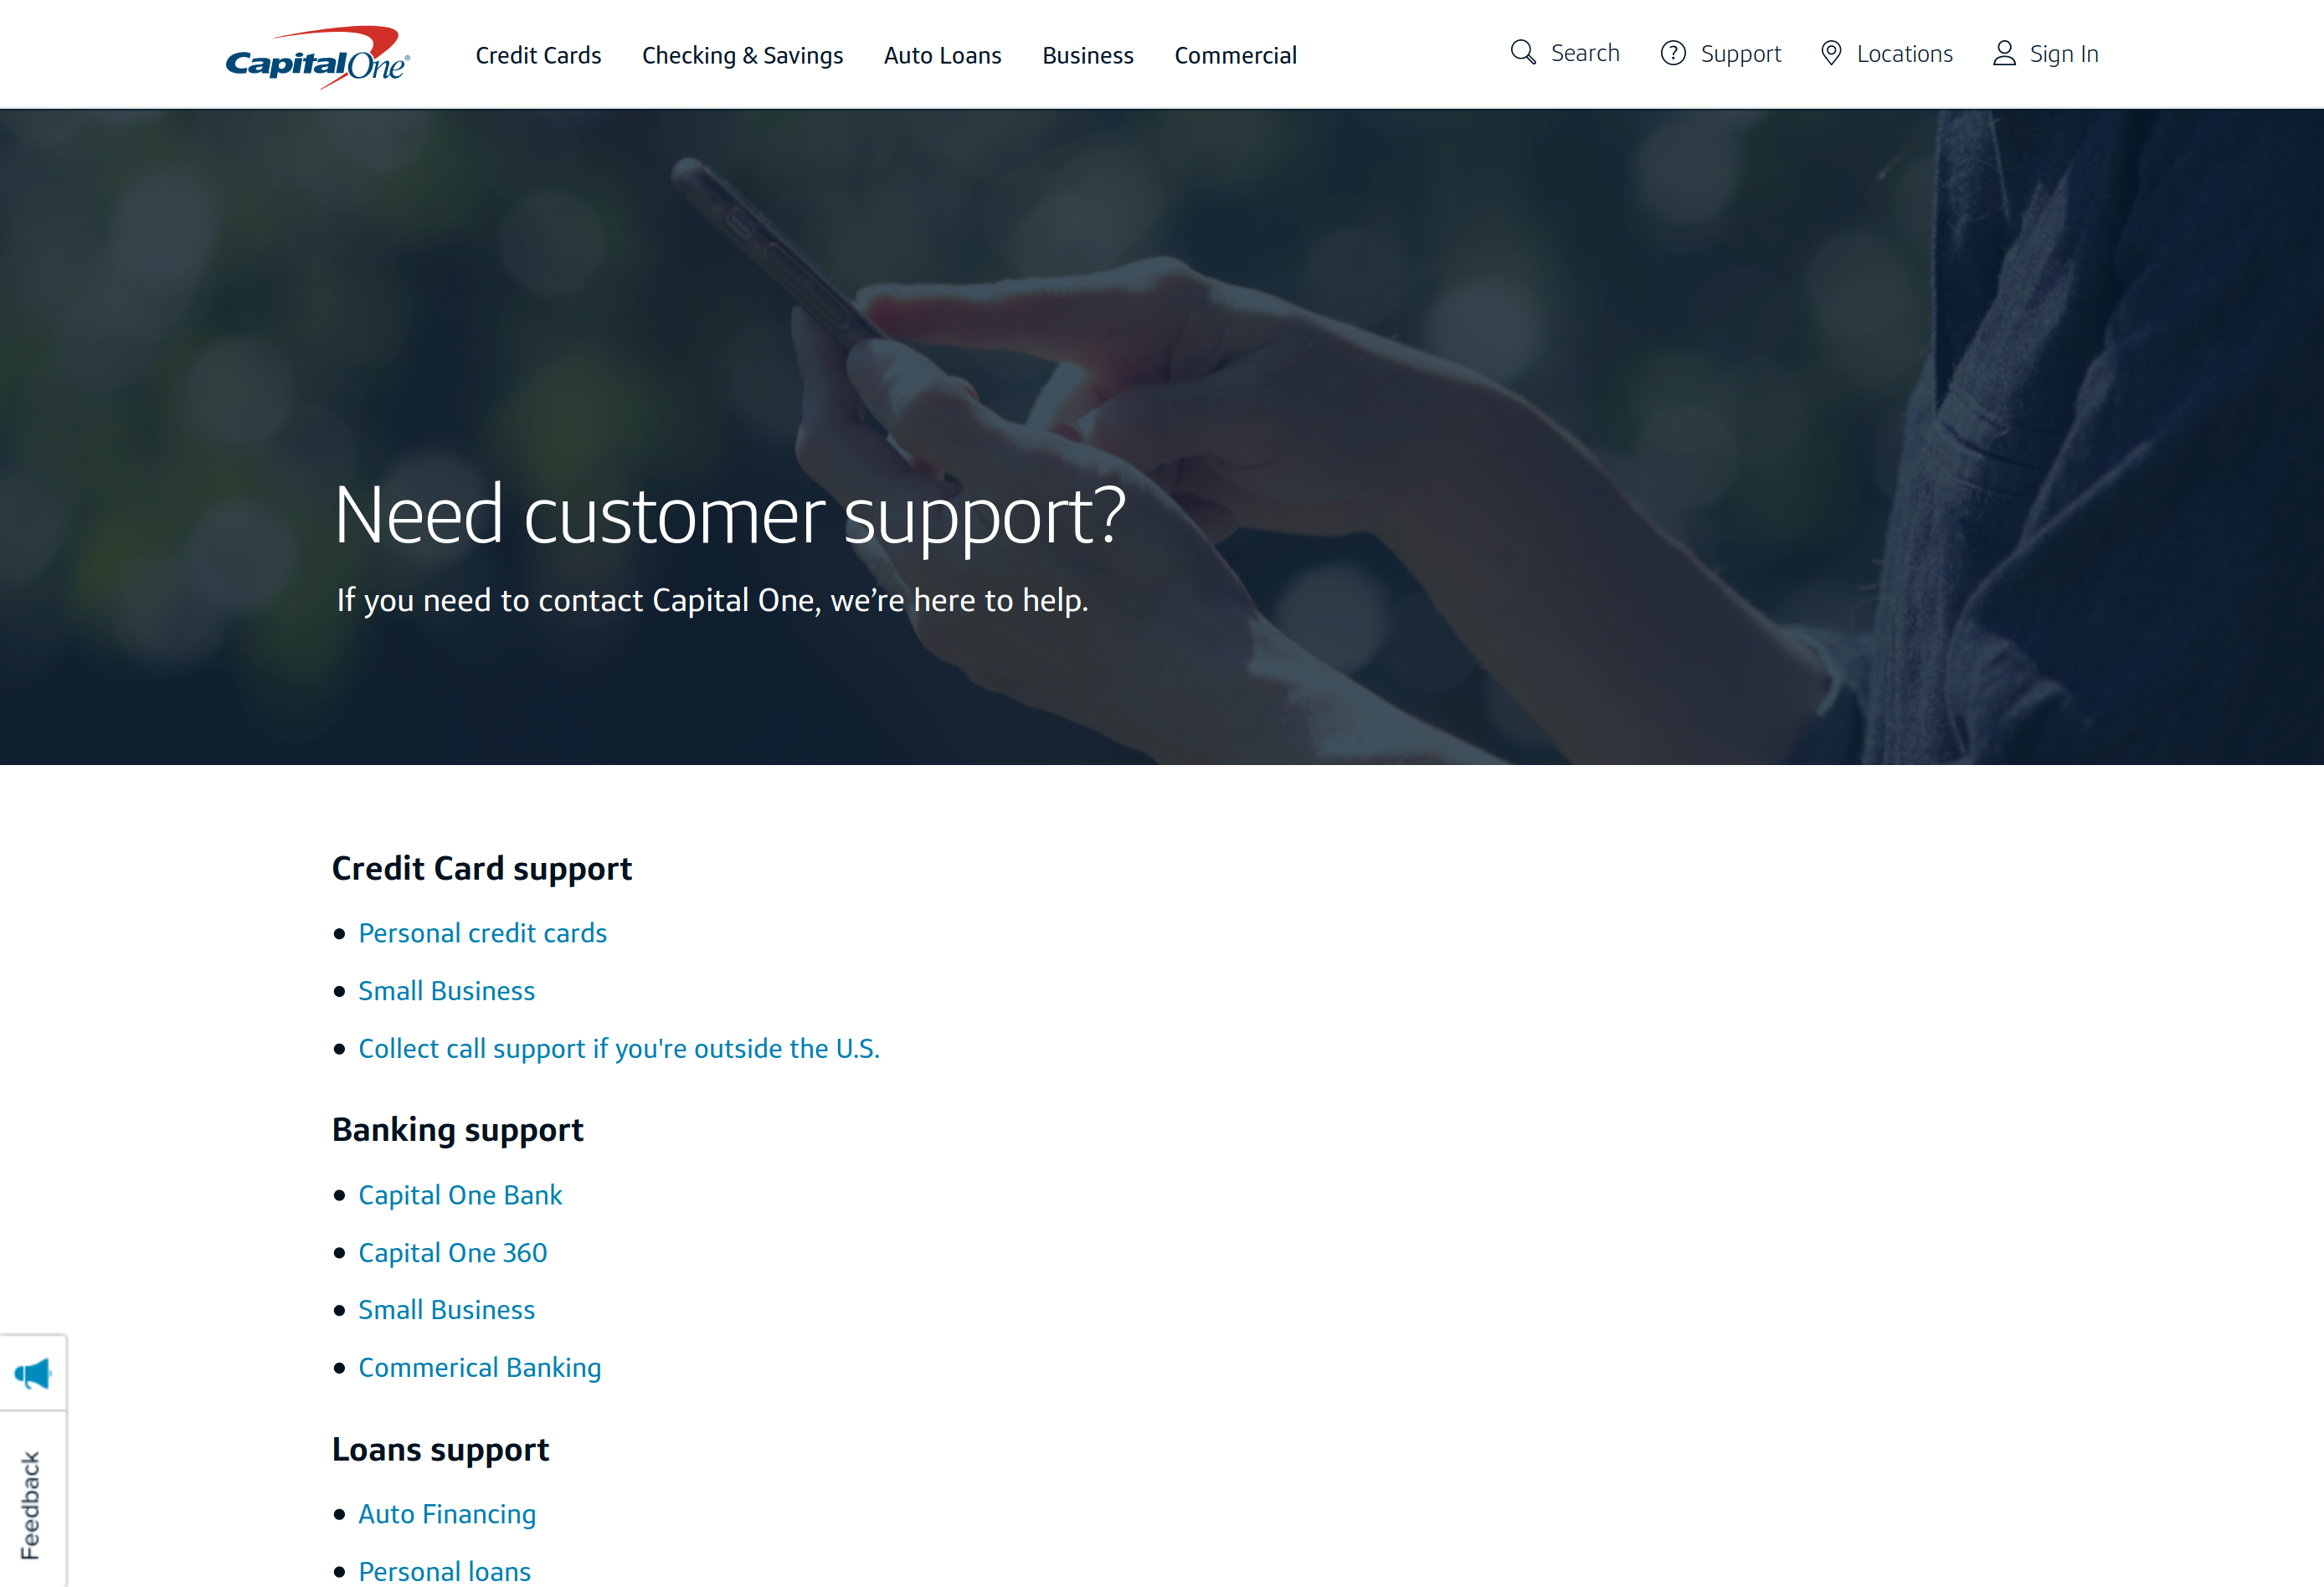 CapitalOne®
Credit Cards
Checking & Savings
Auto Loans
Business
Commercial
Search
Support
Locations
Sign In
Need customer support?
If you need to contact Capital One, we’re here to help.
Credit Card support
Personal credit cards
Small Business
Collect call support if you're outside the U.S.
Banking support
Capital One Bank
Capital One 360
Small Business
Commerical Banking
Loans support
Auto Financing
Personal loans
Feedback